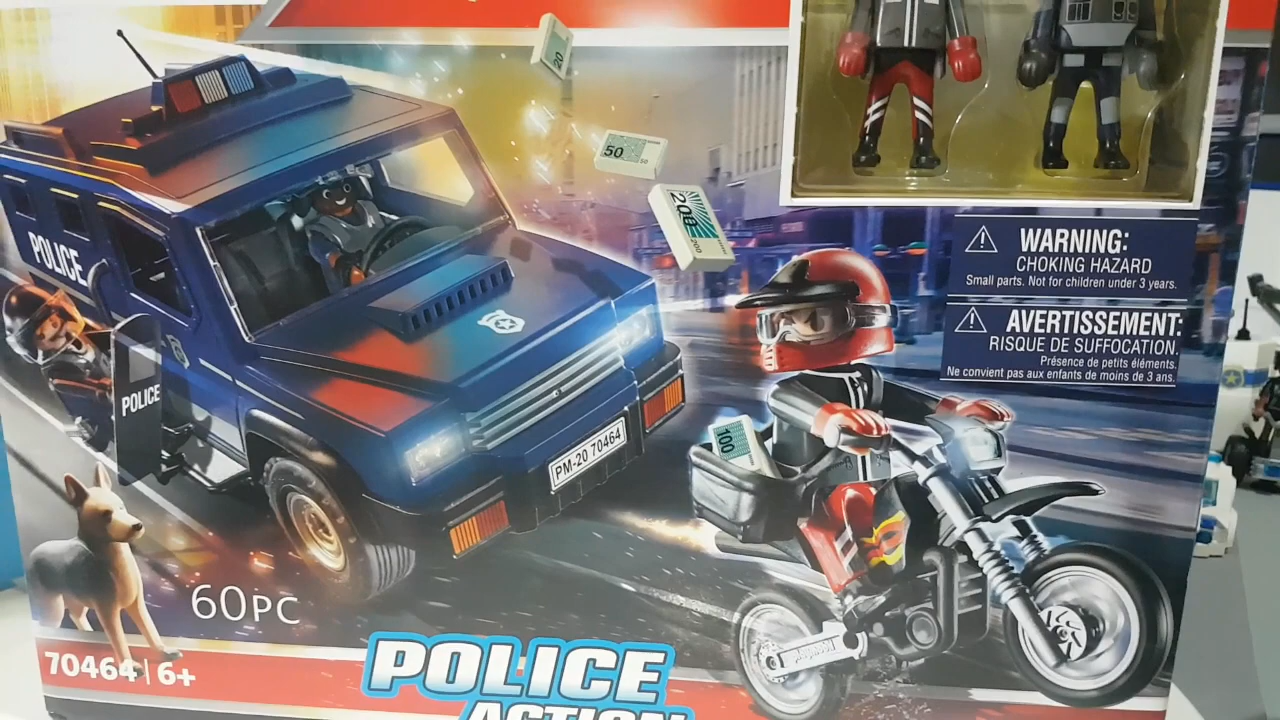 20
50
50
200
200
WARNING:
CHOKING HAZARD
Small parts. Not for children under 3 years.
AVERTISSEMENT:
RISQUE DE SUFFOCATION.
Présence de petits éléments.
Ne convient pas aux enfants de moins de 3 ans.
POLICE
POLICE
100
PM-20 70464
60PC
70464 | 6+
POLICE
ACTION